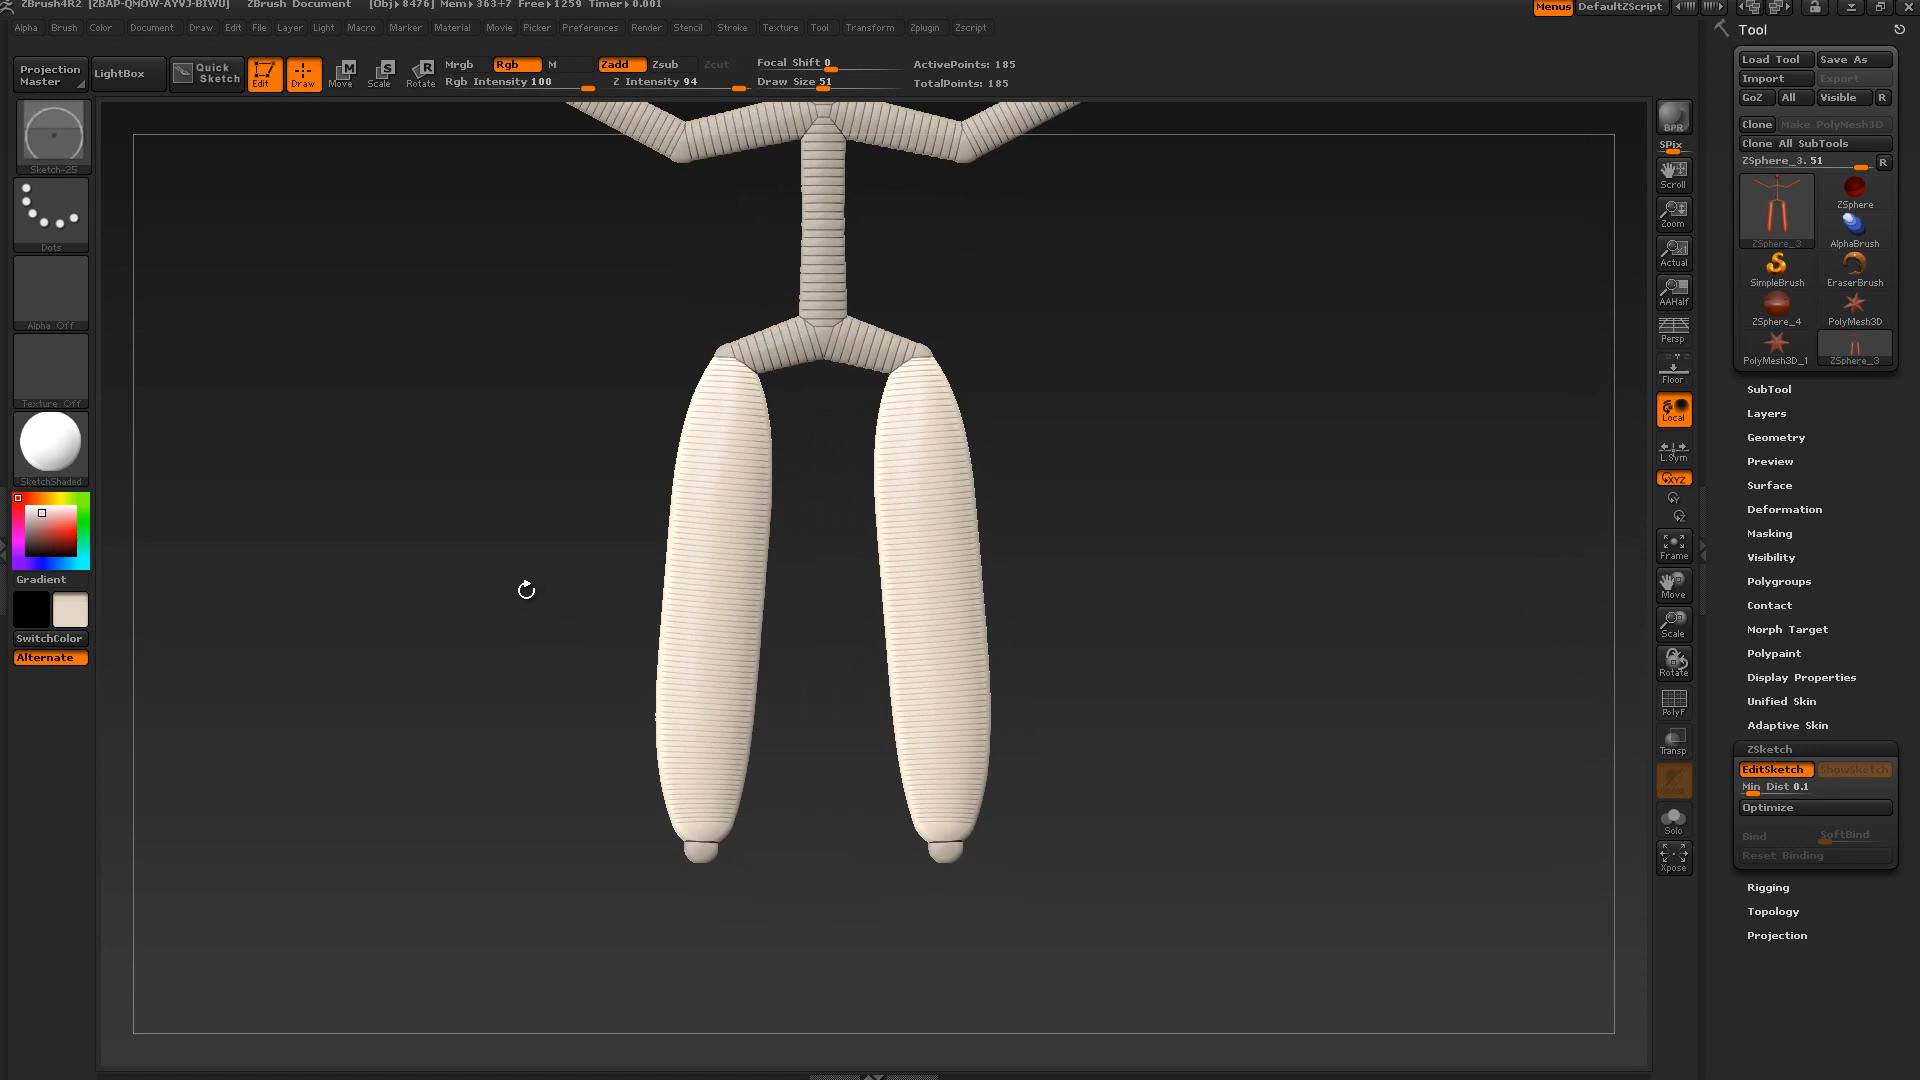 ZBrush4R2 [ZBAP-QMOW-AYVJ-BIWU] ZBrush Document [Obj▸8476] Mem▸363+7 Free▸1259 Timer▸0.001 Menus DefaultZScript
Alpha Brush Color Document Draw Edit File Layer Light Macro Marker Material Movie Picker Preferences Render Stencil Stroke Texture Tool Transform Zplugin Zscript
Projection Master
LightBox
Quick Sketch
Edit
Draw
Move
Scale
Rotate
Mrgb Rgb M
Rgb Intensity 100
Zadd Zsub Zcut
Z Intensity 94
Focal Shift 0
Draw Size 51
ActivePoints: 185
TotalPoints: 185
Sketch-25
Dots
Alpha Off
Texture Off
SketchShaded
Gradient
SwitchColor
Alternate
BPR
SPix
Scroll
Zoom
Actual
AAHalf
Persp
Floor
Local
L.Sym
XYZ
Frame
Move
Scale
Rotate
PolyF
Transp
Solo
Xpose
Tool
Load Tool Save As
Import Export
GoZ All Visible R
Clone Make PolyMesh3D
Clone All SubTools
ZSphere_3. 51 R
ZSphere_3
ZSphere
AlphaBrush
SimpleBrush
EraserBrush
ZSphere_4
PolyMesh3D
PolyMesh3D_1
ZSphere_3
SubTool
Layers
Geometry
Preview
Surface
Deformation
Masking
Visibility
Polygroups
Contact
Morph Target
Polypaint
Display Properties
Unified Skin
Adaptive Skin
ZSketch
EditSketch ShowSketch
Min Dist 0.1
Optimize
Bind SoftBind
Reset Binding
Rigging
Topology
Projection